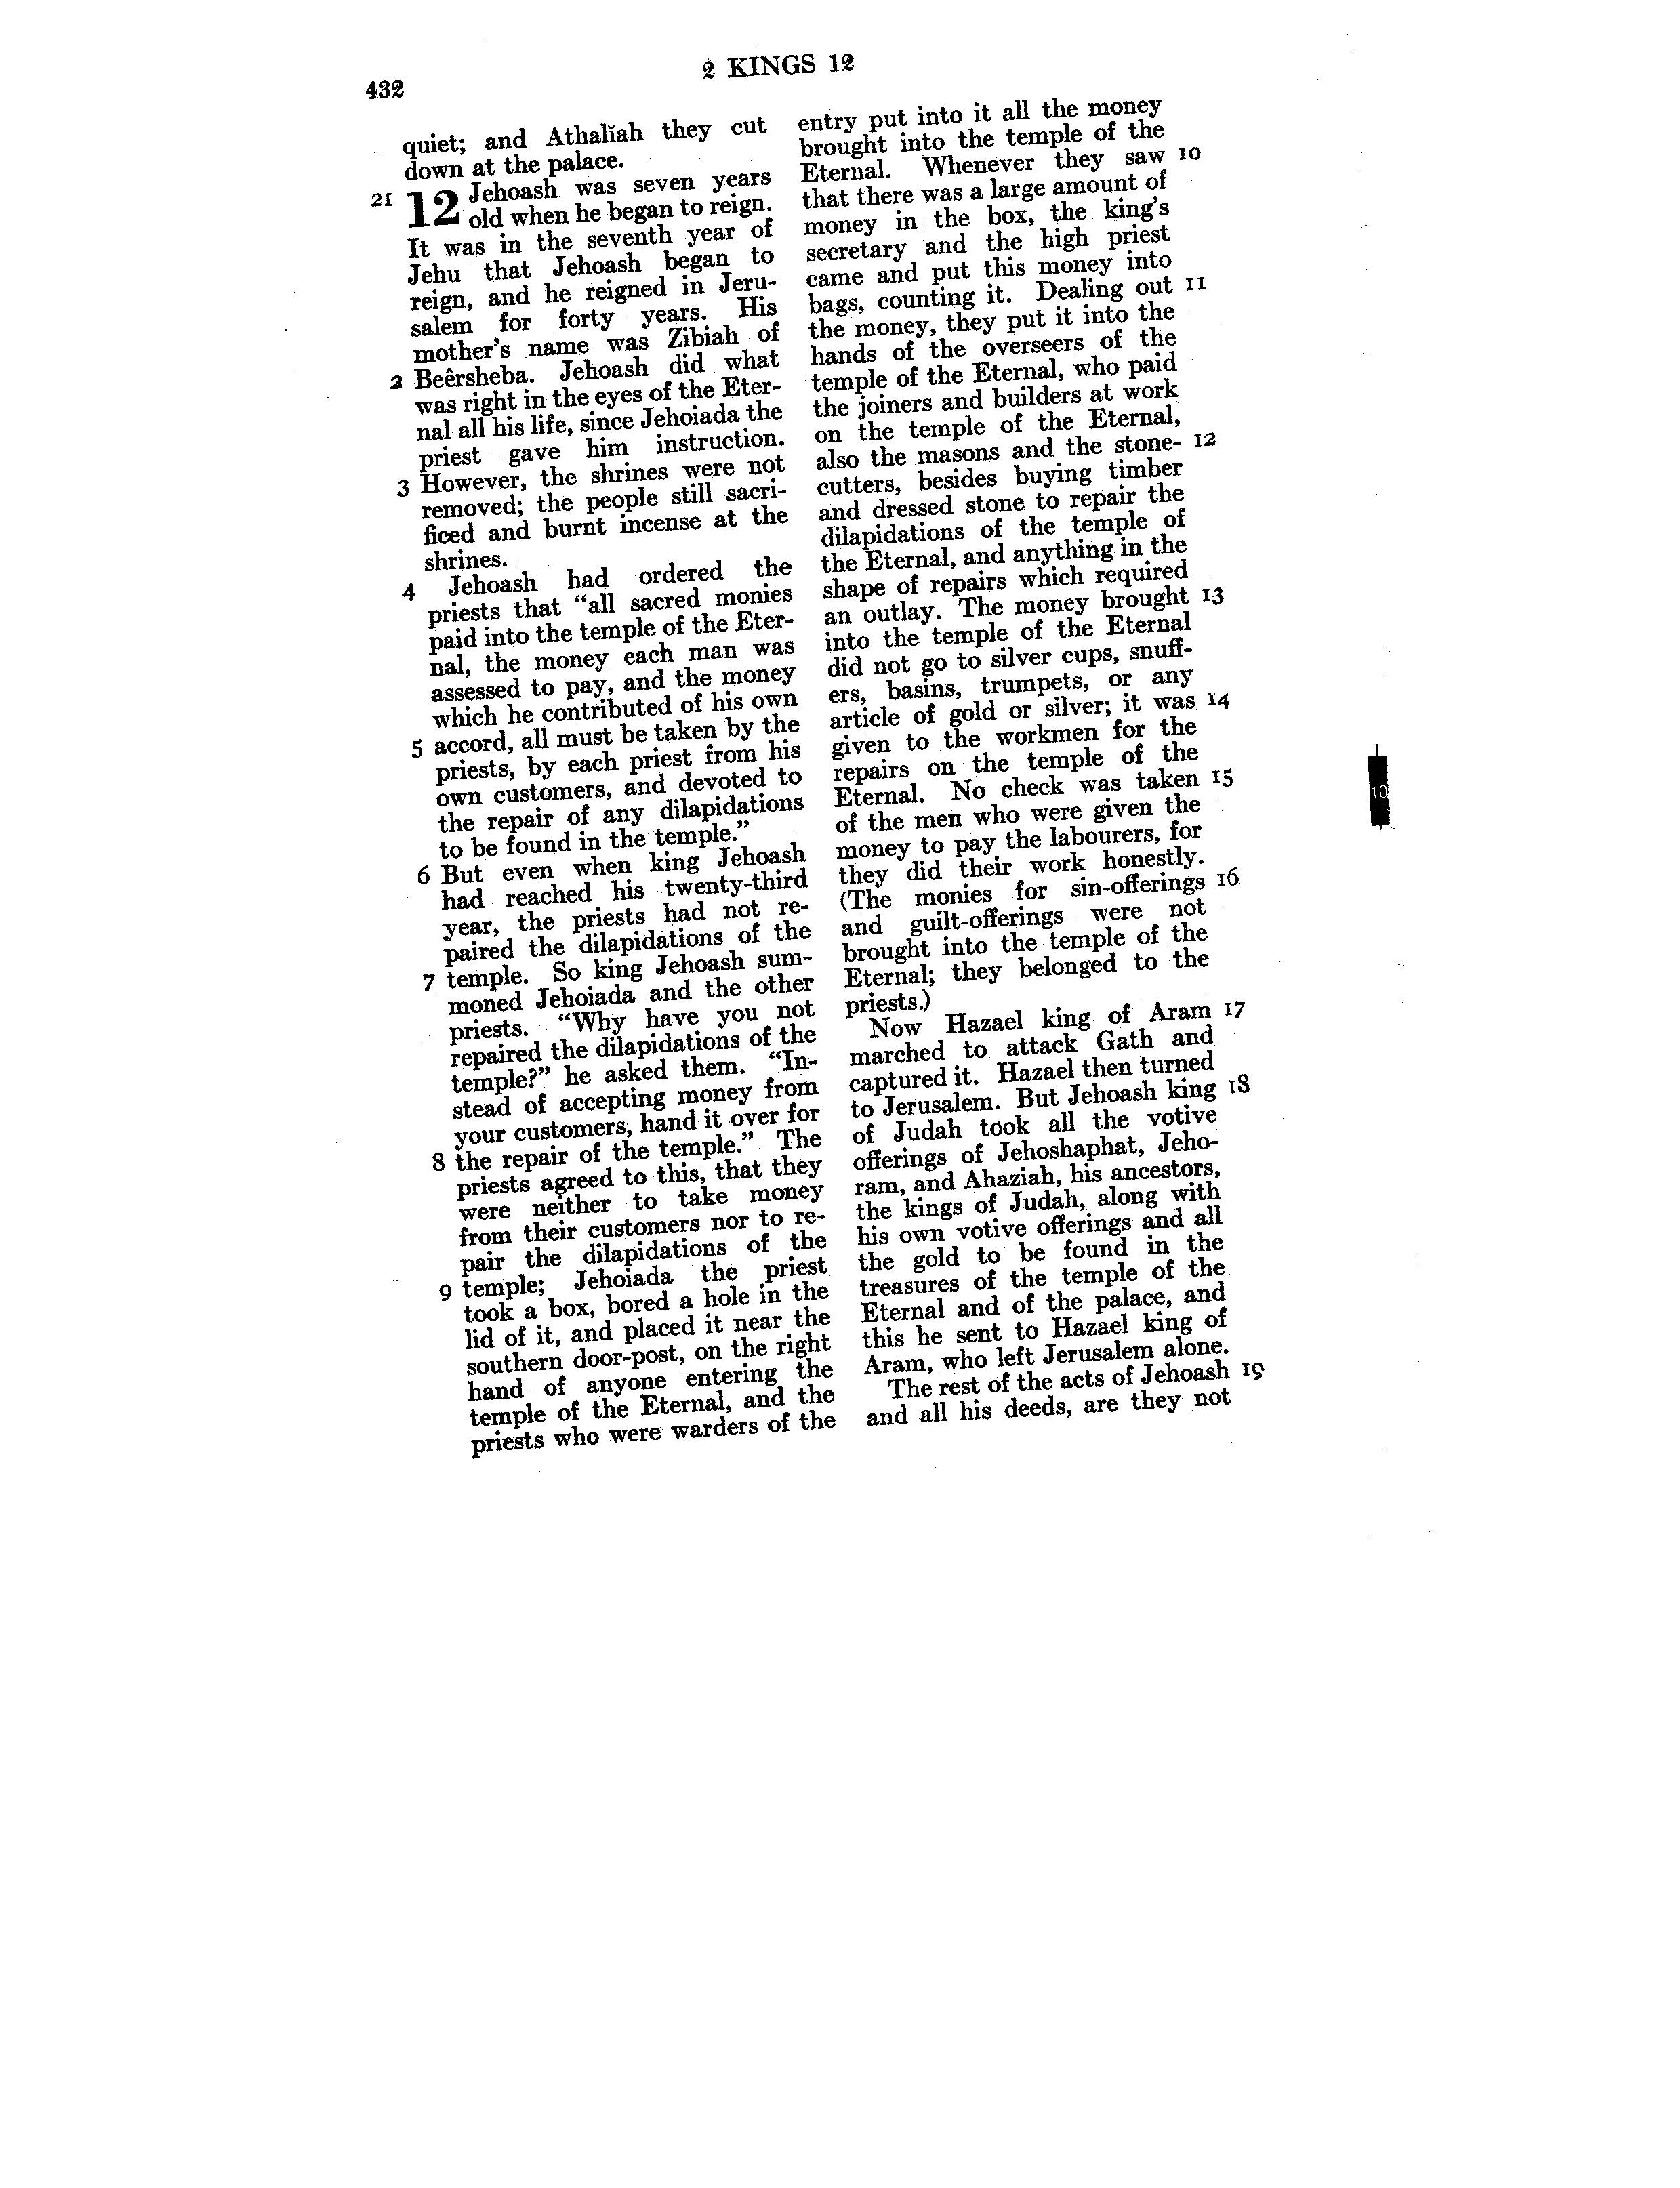 432
2 KINGS 12
quiet; and Athalïah they cut
down at the palace.
21 12 Jehoash was seven years
old when he began to reign.
It was in the seventh year of
Jehu that Jehoash began to
reign, and he reigned in Jeru-
salem for forty years. His
mother's name was Zibiah of
2 Beêrsheba. Jehoash did what
was right in the eyes of the Eter-
nal all his life, since Jehoiada the
priest gave him instruction.
3 However, the shrines were not
removed; the people still sacri-
ficed and burnt incense at the
shrines.
4 Jehoash had ordered the
priests that “all sacred monies
paid into the temple of the Eter-
nal, the money each man was
assessed to pay, and the money
which he contributed of his own
5 accord, all must be taken by the
priests, by each priest from his
own customers, and devoted to
the repair of any dilapidations
to be found in the temple.”
6 But even when king Jehoash
had reached his twenty-third
year, the priests had not re-
paired the dilapidations of the
7 temple. So king Jehoash sum-
moned Jehoiada and the other
priests. “Why have you not
repaired the dilapidations of the
temple?” he asked them. “In-
stead of accepting money from
your customers, hand it over for
8 the repair of the temple.” The
priests agreed to this, that they
were neither to take money
from their customers nor to re-
pair the dilapidations of the
9 temple; Jehoiada the priest
took a box, bored a hole in the
lid of it, and placed it near the
southern door-post, on the right
hand of anyone entering the
temple of the Eternal, and the
priests who were warders of the
entry put into it all the money
brought into the temple of the
Eternal. Whenever they saw 10
that there was a large amount of
money in the box, the king's
secretary and the high priest
came and put this money into
bags, counting it. Dealing out 11
the money, they put it into the
hands of the overseers of the
temple of the Eternal, who paid
the joiners and builders at work
on the temple of the Eternal,
also the masons and the stone- 12
cutters, besides buying timber
and dressed stone to repair the
dilapidations of the temple of
the Eternal, and anything in the
shape of repairs which required
an outlay. The money brought 13
into the temple of the Eternal
did not go to silver cups, snuff-
ers, basins, trumpets, or any
article of gold or silver; it was 14
given to the workmen for the
repairs on the temple of the
Eternal. No check was taken 15
of the men who were given the
money to pay the labourers, for
they did their work honestly.
(The monies for sin-offerings 16
and guilt-offerings were not
brought into the temple of the
Eternal; they belonged to the
priests.)
Now Hazael king of Aram 17
marched to attack Gath and
captured it. Hazael then turned
to Jerusalem. But Jehoash king 18
of Judah took all the votive
offerings of Jehoshaphat, Jeho-
ram, and Ahaziah, his ancestors,
the kings of Judah, along with
his own votive offerings and all
the gold to be found in the
treasures of the temple of the
Eternal and of the palace, and
this he sent to Hazael king of
Aram, who left Jerusalem alone.
The rest of the acts of Jehoash 19
and all his deeds, are they not
10